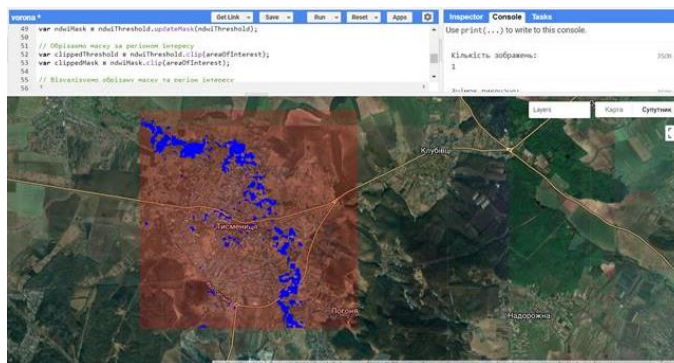 vorona *
Get Link
Save
Run
Reset
Apps
Inspector
Console
Tasks
49 var ndwiMask = ndwiThreshold.updateMask(ndwiThreshold);
50
51 // Обрізаємо маску за регіоном інтересу
52 var clippedThreshold = ndwiThreshold.clip(areaOfInterest);
53 var clippedMask = ndwiMask.clip(areaOfInterest);
54
55 // Візуалізуємо обрізану маску та регіон інтересу
56
Use print(...) to write to this console.
Кількість зображень:
JSON
1
Layers
Карта
Супутник
Клубівці
Тисмениця
Погоня
Надорожна